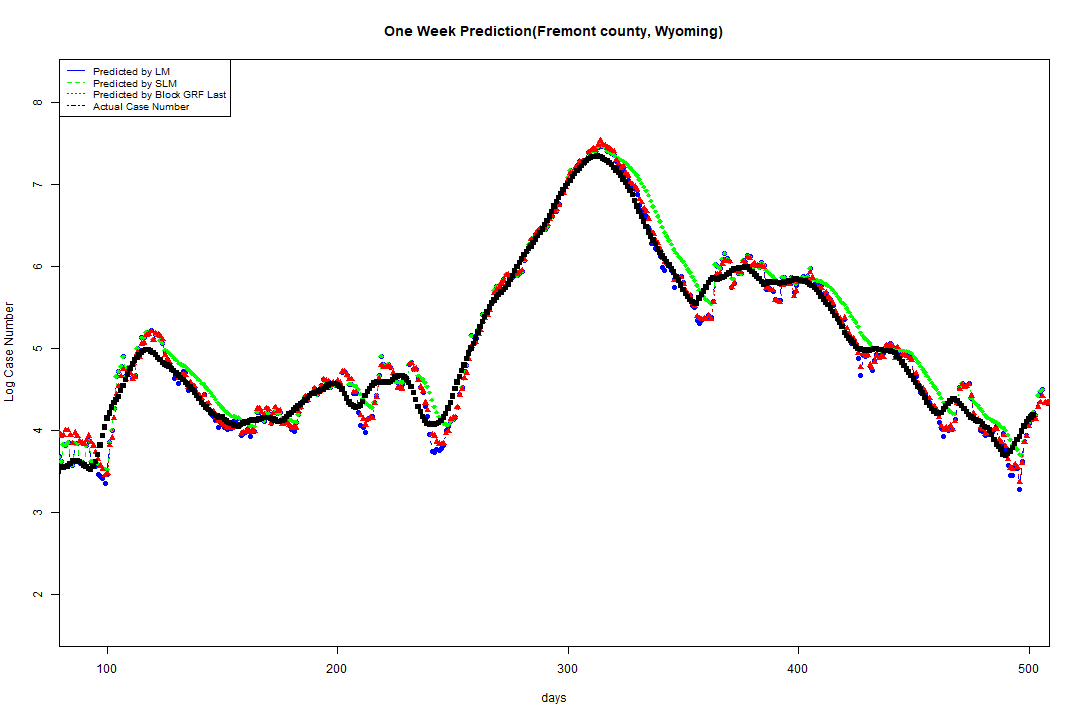 One Week Prediction(Fremont county, Wyoming)
Predicted by LM
Predicted by SLM
Predicted by Block GRF Last
Actual Case Number
8
7
6
5
4
3
2
Log Case Number
100 200 300 400 500
days